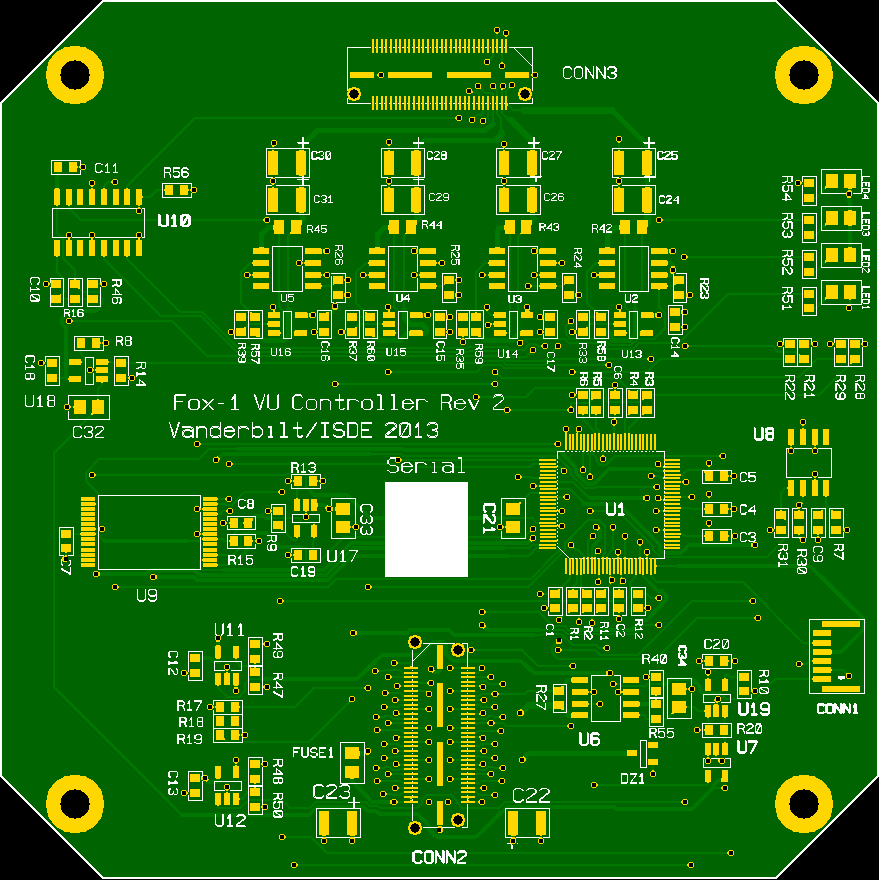 CONN3
C11
R56
U10
C30
C28
C27
C25
C31
C29
C26
C24
R45
R44
R43
R42
R54
LED4
R53
LED3
R52
LED2
R51
LED1
R26
R25
R24
R23
U5
U4
U3
U2
C10
R16
R46
R39
R57
U16
C16
R37
R60
U15
C15
R35
R59
U14
C17
R33
R58
U13
C14
R8
C18
R14
U18
C32
R22
R21
R29
R28
R6
R5
C6
R4
R3
Fox-1 VU Controller Rev 2
Vanderbilt/ISDE 2013
Serial
U8
R13
C5
C8
C33
C21
U1
C4
R9
R15
U17
C3
C7
C19
R31
R30
C9
R7
U9
C1
R1
R2
R11
C2
R12
U11
C12
R49
R47
R40
C34
C20
R10
R27
R17
R18
R19
U19
CONN1
U6
R55
R20
U7
FUSE1
DZ1
C13
R48
R50
U12
C23
C22
CONN2